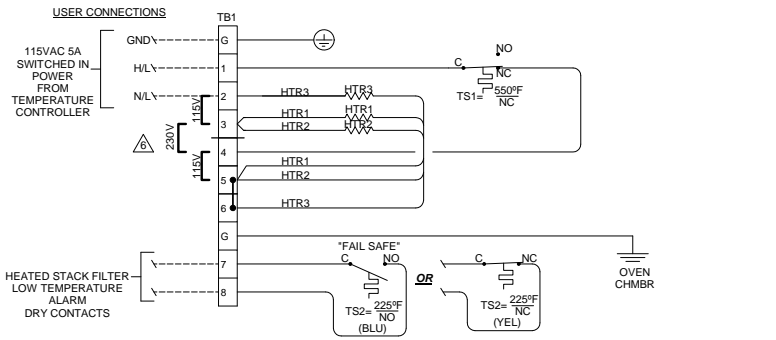 USER CONNECTIONS
TB1
GND
G
115VAC 5A
SWITCHED IN
POWER
FROM
TEMPERATURE
CONTROLLER
H/L
1
C
NO
NC
TS1= 550ºF
NC
N/L
2
HTR3
HTR3
115V
3
HTR1
HTR1
HTR2
HTR2
6
230V
4
115V
HTR1
5
HTR2
6
HTR3
G
OVEN
CHMBR
"FAIL SAFE"
7
C
NO
OR
C
NC
HEATED STACK FILTER
LOW TEMPERATURE
ALARM
DRY CONTACTS
8
TS2= 225ºF
NO
(BLU)
TS2= 225ºF
NC
(YEL)